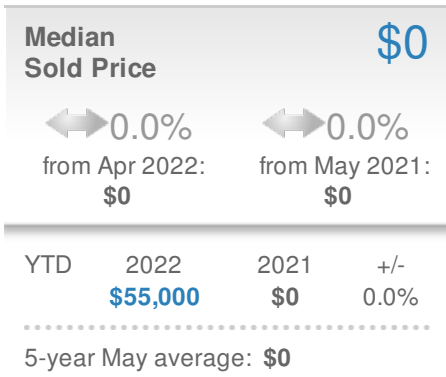 Median $0
Sold Price
0.0% 0.0%
from Apr 2022: from May 2021:
$0 $0
YTD 2022 2021 +/-
$55,000 $0 0.0%
5-year May average: $0